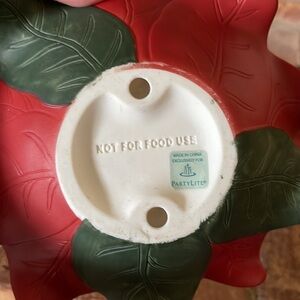 NOT FOR FOOD USE
MADE IN CHINA
EXCLUSIVELY FOR
PARTYLITE®